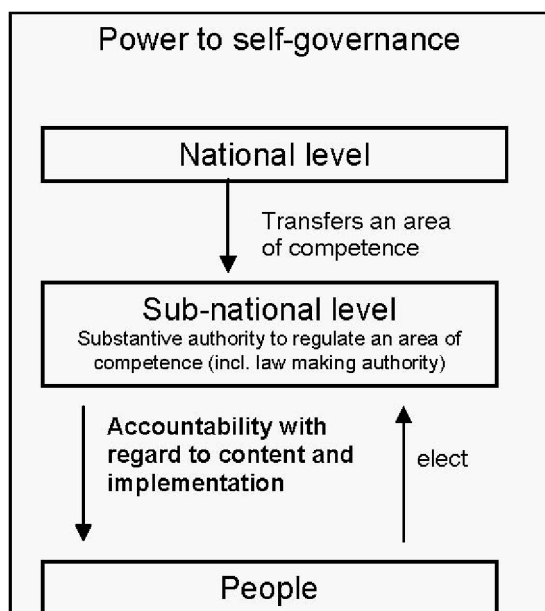 Power to self-governance
National level
Transfers an area
of competence
Sub-national level
Substantive authority to regulate an area of
competence (incl. law making authority)
Accountability with
regard to content and
implementation
elect
People